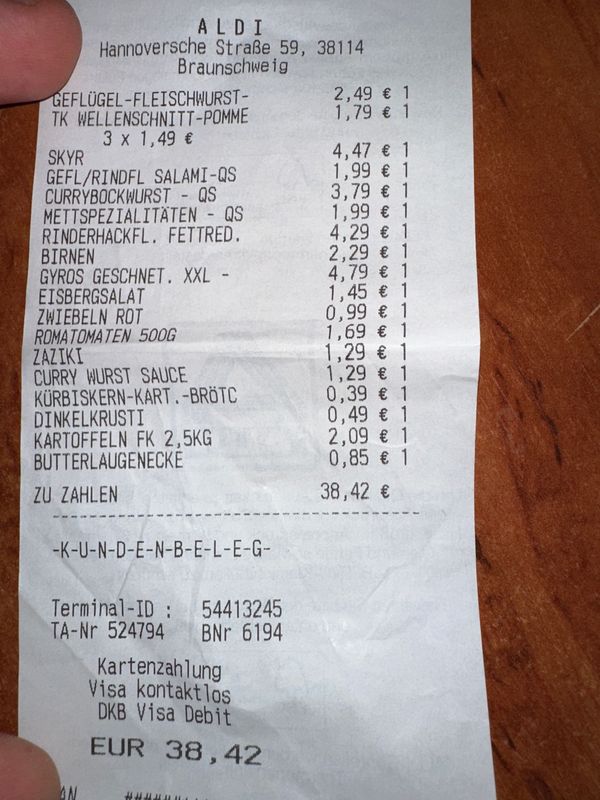 ALDI
Hannoversche Straße 59, 38114
Braunschweig
GEFLÜGEL-FLEISCHWURST- 2,49 € 1
TK WELLENSCHNITT-POMME 1,79 € 1
3 x 1,49 €
SKYR 4,47 € 1
GEFL/RINDFL SALAMI-QS 1,99 € 1
CURRYBOCKWURST - QS 3,79 € 1
METTSPEZIALITÄTEN - QS 1,99 € 1
RINDERHACKFL. FETTRED. 4,29 € 1
BIRNEN 2,29 € 1
GYROS GESCHNET. XXL - 4,79 € 1
EISBERGSALAT 1,45 € 1
ZWIEBELN ROT 0,99 € 1
ROMATOMATEN 500G 1,69 € 1
ZAZIKI 1,29 € 1
CURRY WURST SAUCE 1,29 € 1
KÜRBISKERN-KART.-BRÖTC 0,39 € 1
DINKELKRUSTI 0,49 € 1
KARTOFFELN FK 2,5KG 2,09 € 1
BUTTERLAUGENECKE 0,85 € 1
ZU ZAHLEN 38,42 €
-K-U-N-D-E-N-B-E-L-E-G-
Terminal-ID : 54413245
TA-Nr 524794 BNr 6194
Kartenzahlung
Visa kontaktlos
DKB Visa Debit
EUR 38,42